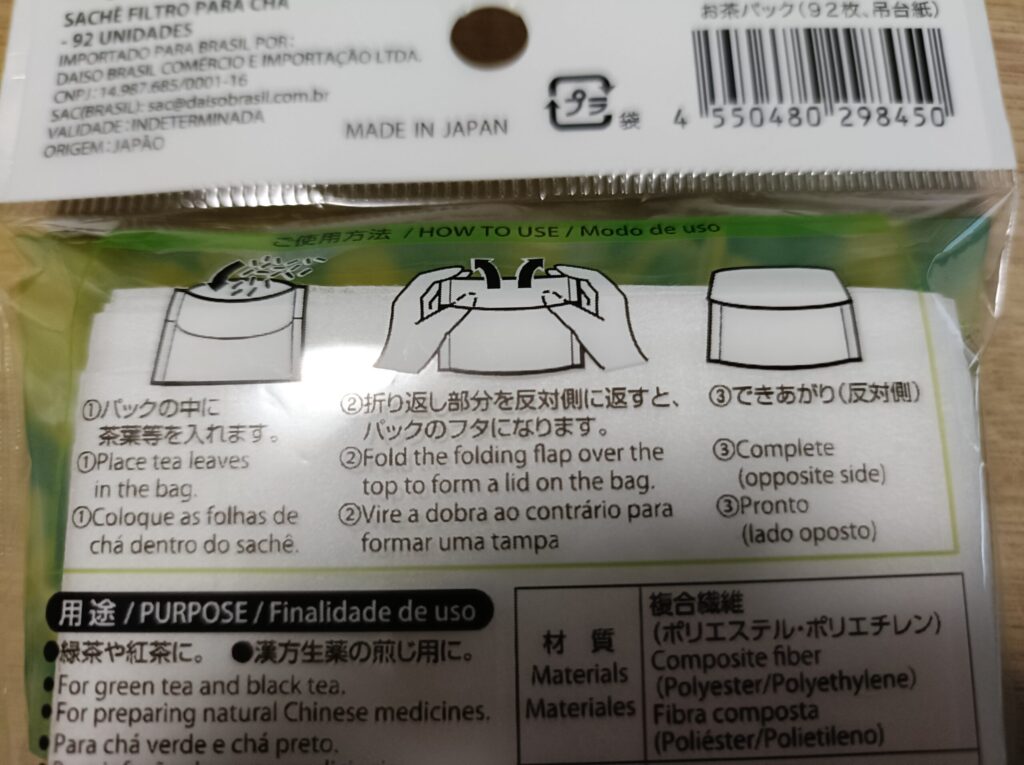 SACHÊ FILTRO PARA CHÁ
- 92 UNIDADES
IMPORTADO PARA BRASIL POR:
DAISO BRASIL COMÉRCIO E IMPORTAÇÃO LTDA.
CNPJ: 14.987.685/0001-16
SAC(BRASIL): sac@daisobrasil.com.br
VALIDADE: INDETERMINADA
ORIGEM: JAPÃO
MADE IN JAPAN
プラ
袋
お茶パック(92枚、吊台紙)
4 550480 298450
ご使用方法 / HOW TO USE / Modo de uso
①パックの中に
茶葉等を入れます。
①Place tea leaves
in the bag.
①Coloque as folhas de
chá dentro do sachê.
②折り返し部分を反対側に返すと、
パックのフタになります。
②Fold the folding flap over the
top to form a lid on the bag.
②Vire a dobra ao contrário para
formar uma tampa
③できあがり(反対側)
③Complete
(opposite side)
③Pronto
(lado oposto)
用途 / PURPOSE / Finalidade de uso
●緑茶や紅茶に。 ●漢方生薬の煎じ用に。
●For green tea and black tea.
●For preparing natural Chinese medicines.
●Para chá verde e chá preto.
材質
Materials
Materiales
複合繊維
(ポリエステル・ポリエチレン)
Composite fiber
(Polyester/Polyethylene)
Fibra composta
(Poliéster/Polietileno)